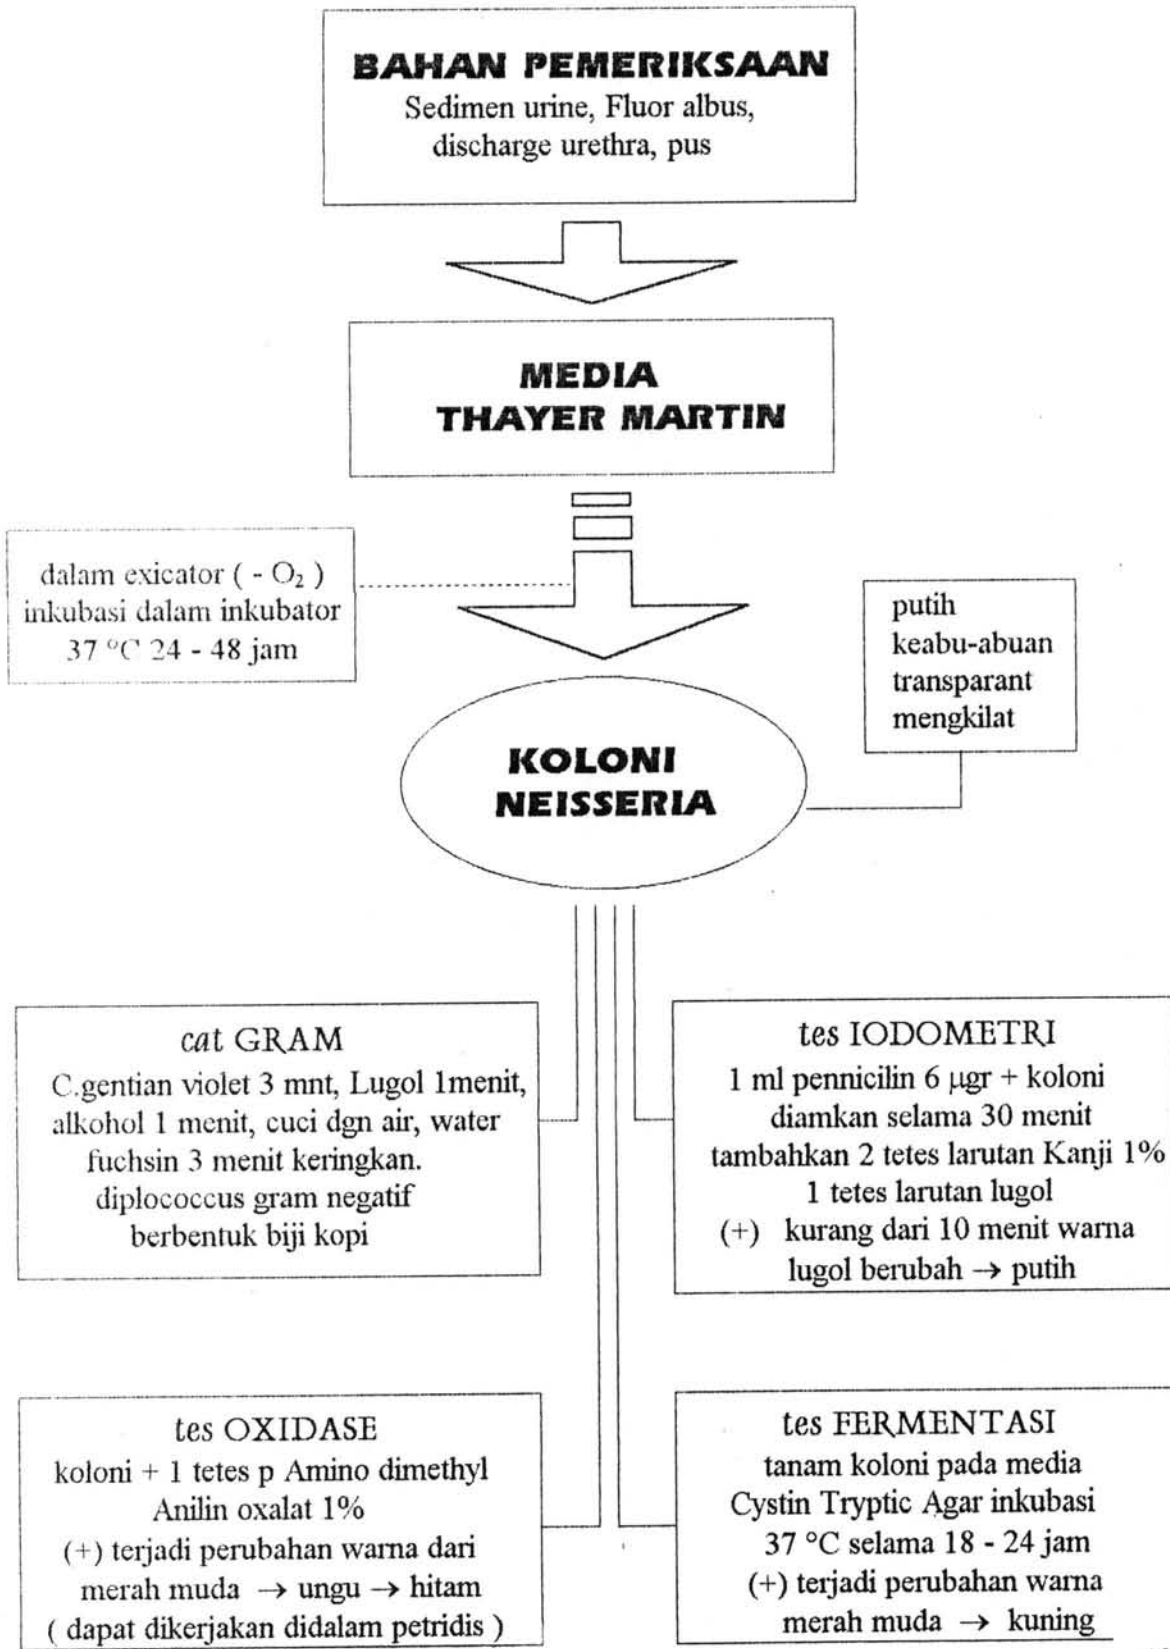 BAHAN PEMERIKSAAN
Sedimen urine, Fluor albus,
discharge urethra, pus
MEDIA
THAYER MARTIN
dalam exicator ( - O₂ )
inkubasi dalam inkubator
37 °C 24 - 48 jam
putih
keabu-abuan
transparant
mengkilat
KOLONI
NEISSERIA
cat GRAM
C.gentian violet 3 mnt, Lugol 1menit,
alkohol 1 menit, cuci dgn air, water
fuchsin 3 menit keringkan.
diplococcus gram negatif
berbentuk biji kopi
tes IODOMETRI
1 ml pennicilin 6 µgr + koloni
diamkan selama 30 menit
tambahkan 2 tetes larutan Kanji 1%
1 tetes larutan lugol
(+) kurang dari 10 menit warna
lugol berubah → putih
tes OXIDASE
koloni + 1 tetes p Amino dimethyl
Anilin oxalat 1%
(+) terjadi perubahan warna dari
merah muda → ungu → hitam
( dapat dikerjakan didalam petridis )
tes FERMENTASI
tanam koloni pada media
Cystin Tryptic Agar inkubasi
37 °C selama 18 - 24 jam
(+) terjadi perubahan warna
merah muda → kuning